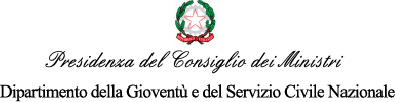 Presidenza del Consiglio dei Ministri
Dipartimento della Gioventù e del Servizio Civile Nazionale